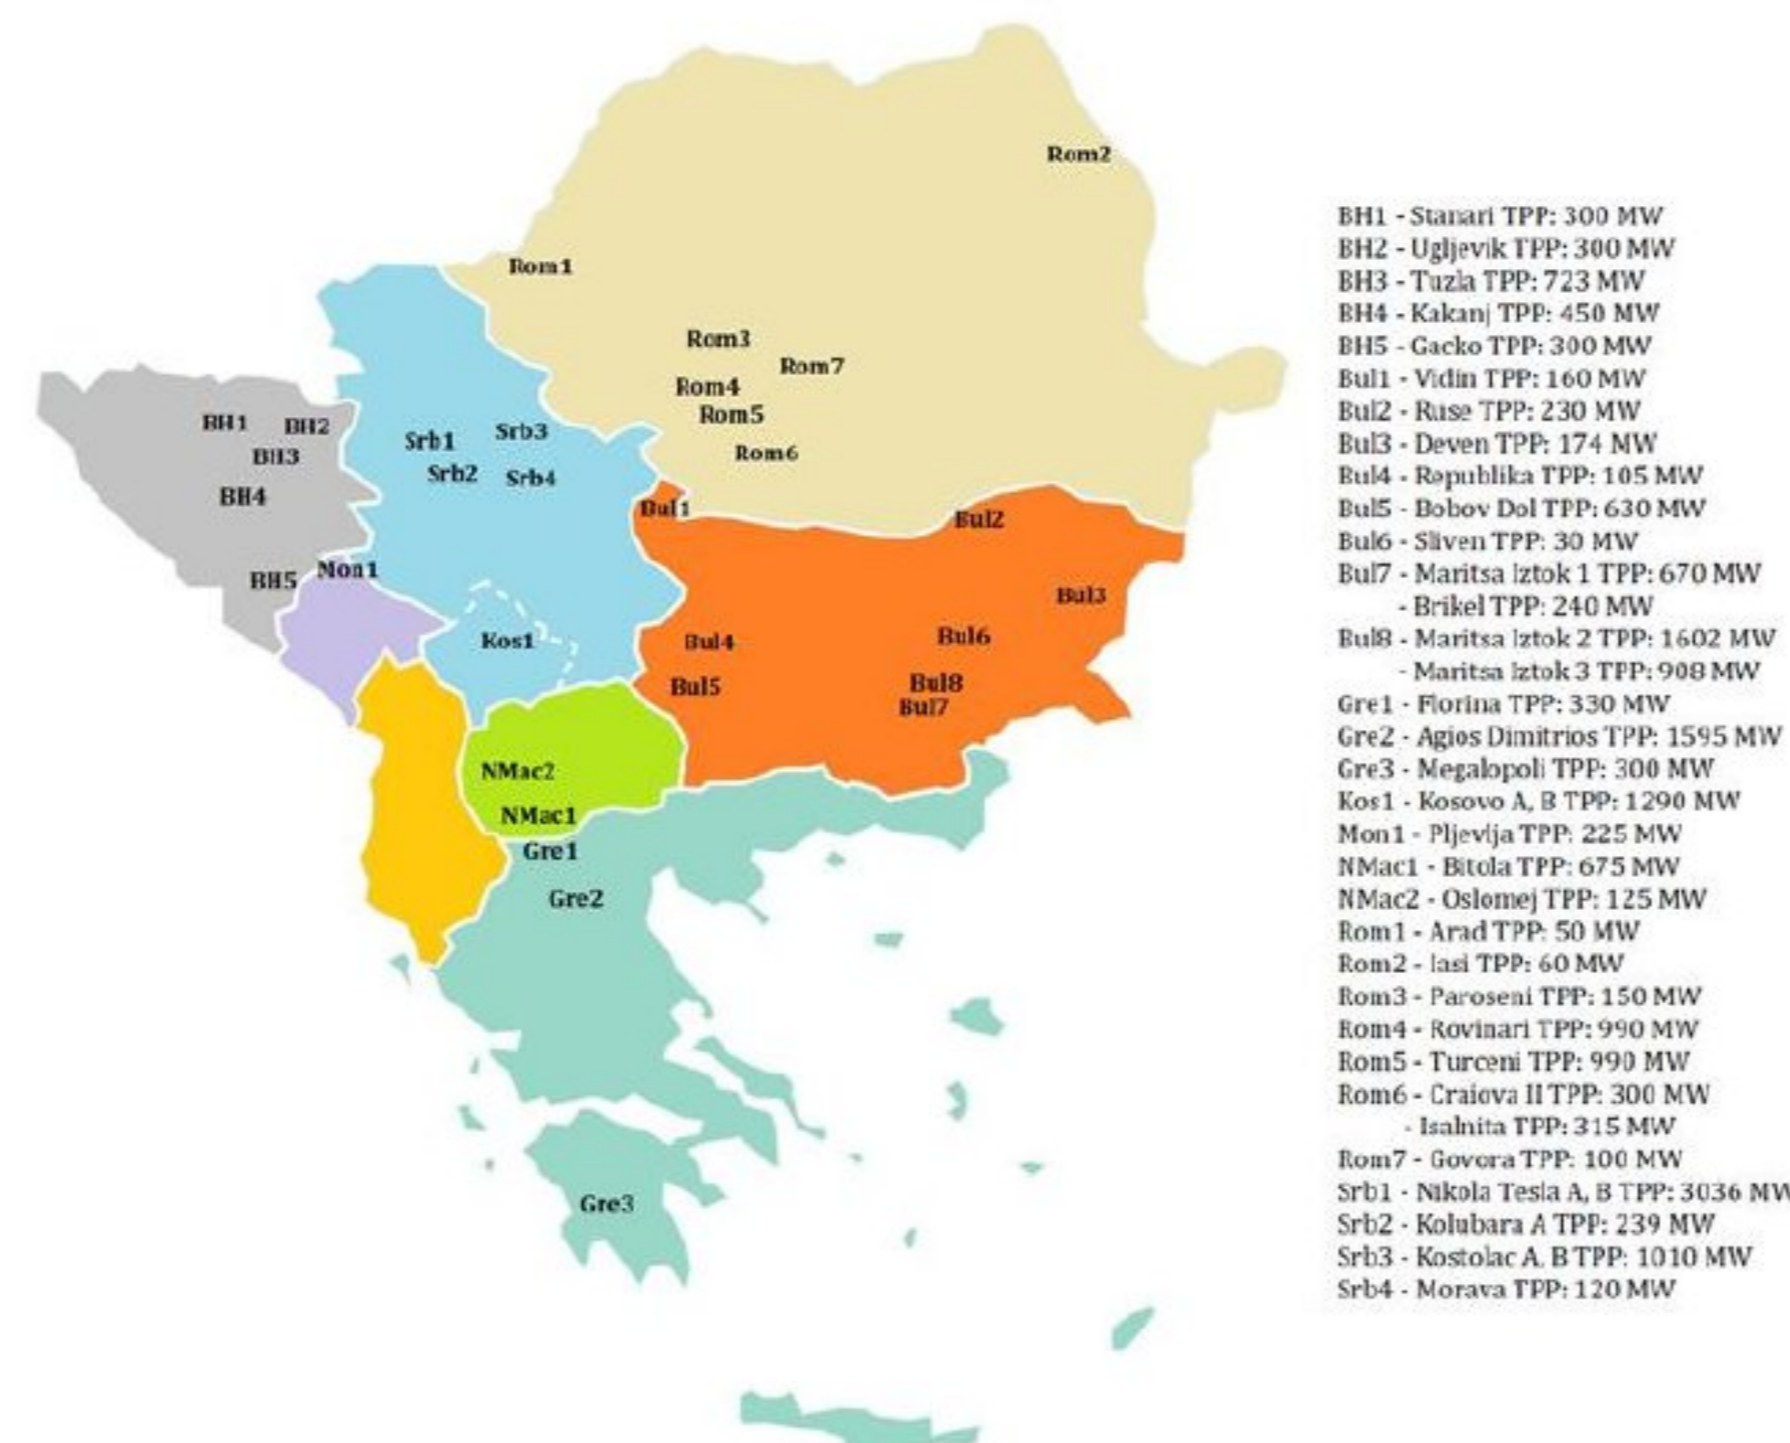 Rom2
Rom1
Rom3
Rom7
Rom4
Rom5
Rom6
BH1
BH2
BH3
BH4
BH5
Srb1
Srb3
Srb2
Srb4
Mon1
Kos1
Bul1
Bul2
Bul3
Bul4
Bul6
Bul5
Bul8
Bul7
NMac2
NMac1
Gre1
Gre2
Gre3
BH1 - Stanari TPP: 300 MW
BH2 - Ugljevik TPP: 300 MW
BH3 - Tuzla TPP: 723 MW
BH4 - Kakanj TPP: 450 MW
BH5 - Gacko TPP: 300 MW
Bul1 - Vidin TPP: 160 MW
Bul2 - Ruse TPP: 230 MW
Bul3 - Deven TPP: 174 MW
Bul4 - Republika TPP: 105 MW
Bul5 - Bobov Dol TPP: 630 MW
Bul6 - Sliven TPP: 30 MW
Bul7 - Maritsa Iztok 1 TPP: 670 MW
- Brikel TPP: 240 MW
Bul8 - Maritsa Iztok 2 TPP: 1602 MW
- Maritsa Iztok 3 TPP: 908 MW
Gre1 - Florina TPP: 330 MW
Gre2 - Agios Dimitrios TPP: 1595 MW
Gre3 - Megalopoli TPP: 300 MW
Kos1 - Kosovo A, B TPP: 1290 MW
Mon1 - Pljevlja TPP: 225 MW
NMac1 - Bitola TPP: 675 MW
NMac2 - Oslomej TPP: 125 MW
Rom1 - Arad TPP: 50 MW
Rom2 - Iasi TPP: 60 MW
Rom3 - Paroseni TPP: 150 MW
Rom4 - Rovinari TPP: 990 MW
Rom5 - Turceni TPP: 990 MW
Rom6 - Craiova II TPP: 300 MW
- Isalnita TPP: 315 MW
Rom7 - Govora TPP: 100 MW
Srb1 - Nikola Tesla A, B TPP: 3036 MW
Srb2 - Kolubara A TPP: 239 MW
Srb3 - Kostolac A, B TPP: 1010 MW
Srb4 - Morava TPP: 120 MW